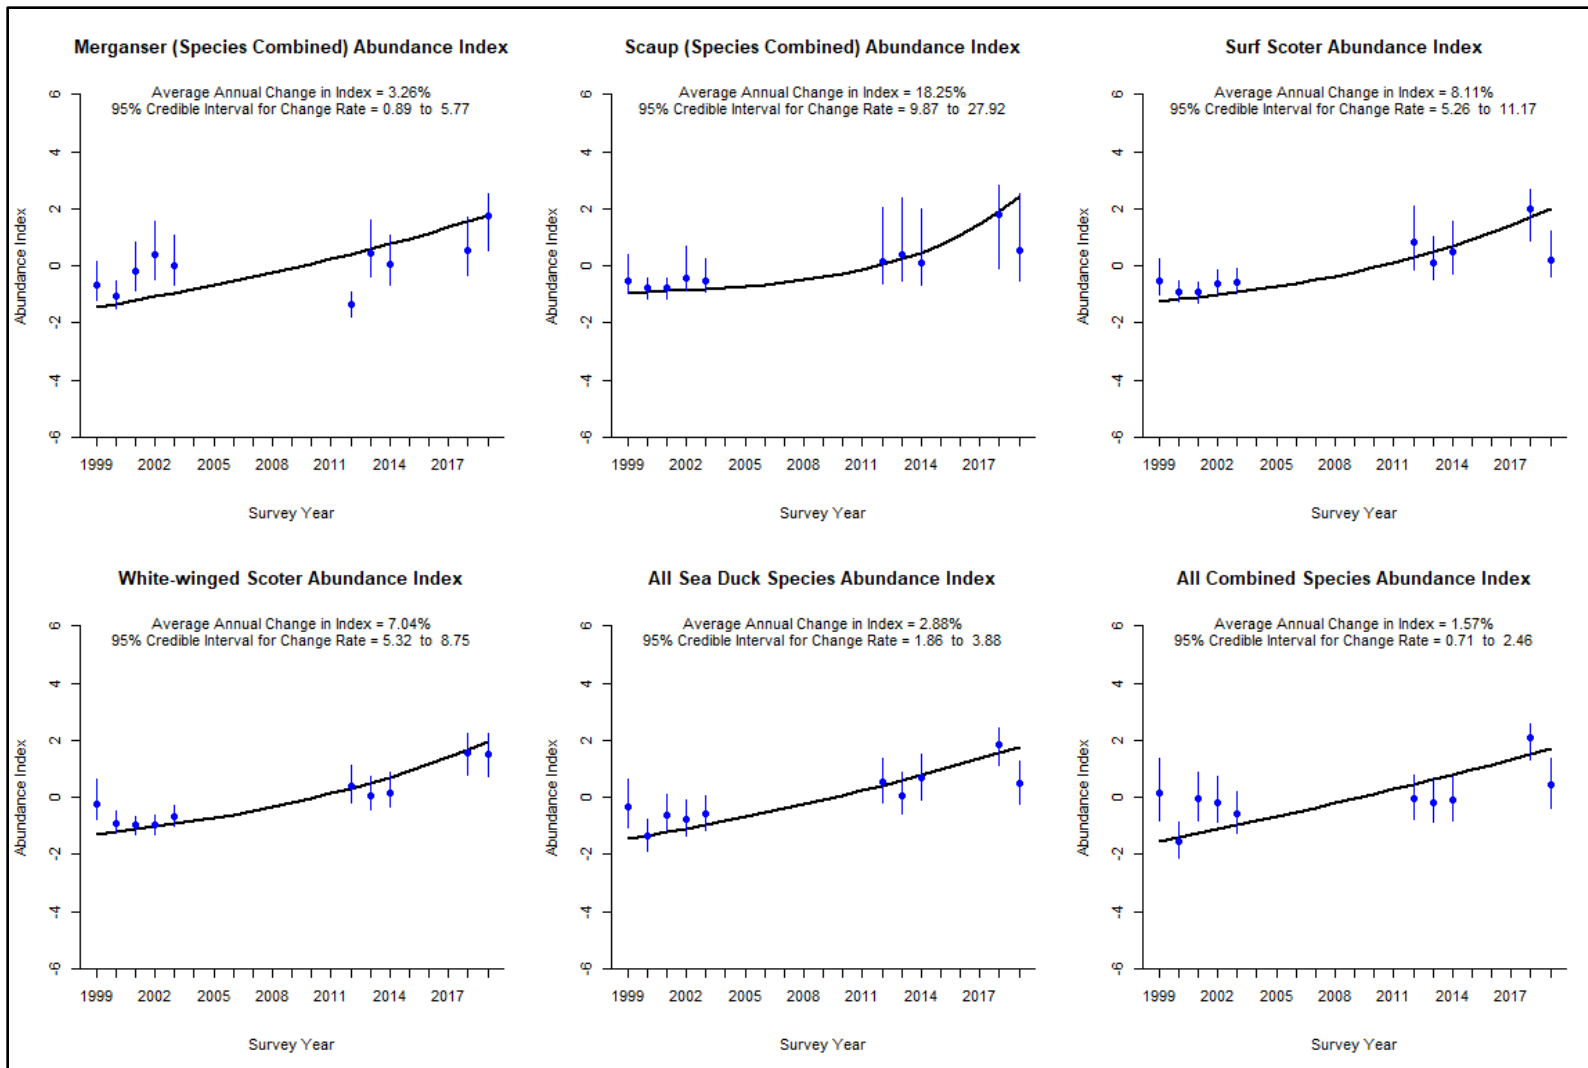 Merganser (Species Combined) Abundance Index
Average Annual Change in Index = 3.26%
95% Credible Interval for Change Rate = 0.89 to 5.77
6
4
2
0
-2
-4
-6
Abundance Index
1999 2002 2005 2008 2011 2014 2017
Survey Year
Scaup (Species Combined) Abundance Index
Average Annual Change in Index = 18.25%
95% Credible Interval for Change Rate = 9.87 to 27.92
6
4
2
0
-2
-4
-6
Abundance Index
1999 2002 2005 2008 2011 2014 2017
Survey Year
Surf Scoter Abundance Index
Average Annual Change in Index = 8.11%
95% Credible Interval for Change Rate = 5.26 to 11.17
6
4
2
0
-2
-4
-6
Abundance Index
1999 2002 2005 2008 2011 2014 2017
Survey Year
White-winged Scoter Abundance Index
Average Annual Change in Index = 7.04%
95% Credible Interval for Change Rate = 5.32 to 8.75
6
4
2
0
-2
-4
-6
Abundance Index
1999 2002 2005 2008 2011 2014 2017
Survey Year
All Sea Duck Species Abundance Index
Average Annual Change in Index = 2.88%
95% Credible Interval for Change Rate = 1.86 to 3.88
6
4
2
0
-2
-4
-6
Abundance Index
1999 2002 2005 2008 2011 2014 2017
Survey Year
All Combined Species Abundance Index
Average Annual Change in Index = 1.57%
95% Credible Interval for Change Rate = 0.71 to 2.46
6
4
2
0
-2
-4
-6
Abundance Index
1999 2002 2005 2008 2011 2014 2017
Survey Year